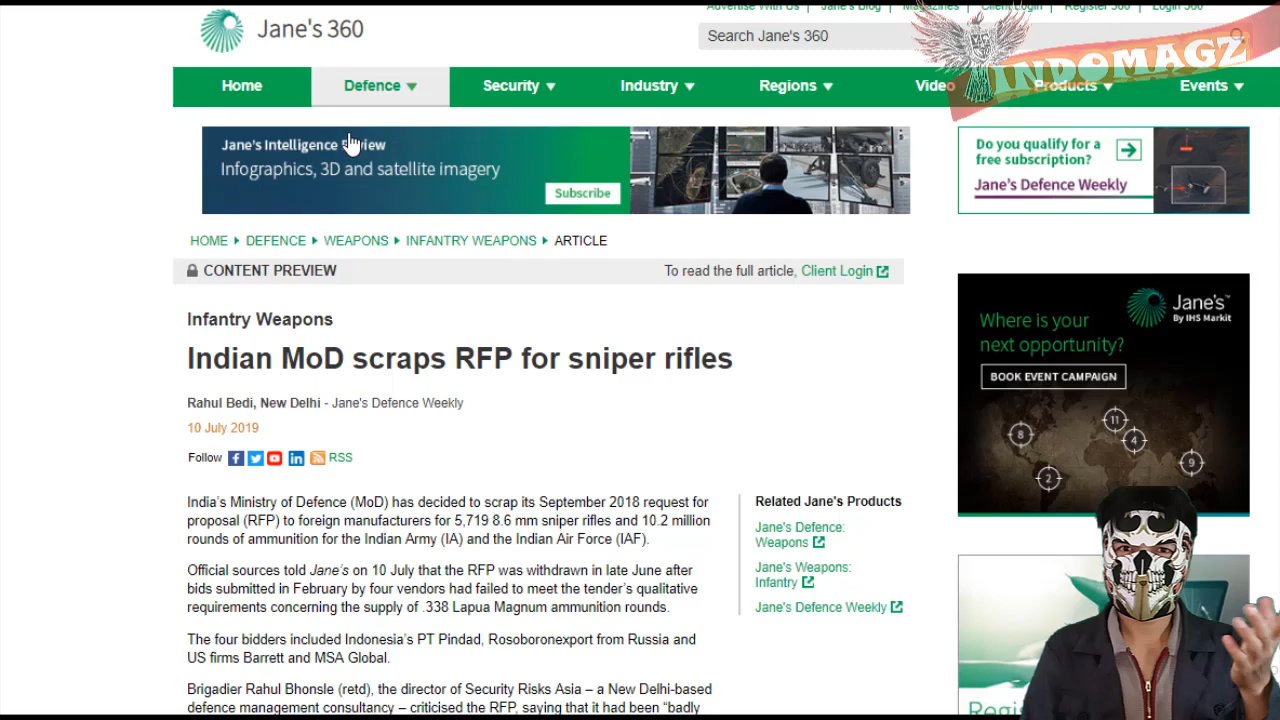 Advertise With Us Jane's Blog Magazines Client Login Register 360 Login 360
Jane's 360
Search Jane's 360
INDOMAGZ
Home Defence Security Industry Regions Video Products Events
Jane's Intelligence
Infographics, 3D and satellite imagery
Subscribe
Do you qualify for a
free subscription?
Jane's Defence Weekly
HOME DEFENCE WEAPONS INFANTRY WEAPONS ARTICLE
CONTENT PREVIEW
To read the full article, Client Login
Infantry Weapons
Indian MoD scraps RFP for sniper rifles
Rahul Bedi, New Delhi - Jane's Defence Weekly
10 July 2019
Follow RSS
India's Ministry of Defence (MoD) has decided to scrap its September 2018 request for
proposal (RFP) to foreign manufacturers for 5,719 8.6 mm sniper rifles and 10.2 million
rounds of ammunition for the Indian Army (IA) and the Indian Air Force (IAF).
Official sources told Jane's on 10 July that the RFP was withdrawn in late June after
bids submitted in February by four vendors had failed to meet the tender's qualitative
requirements concerning the supply of .338 Lapua Magnum ammunition rounds.
The four bidders included Indonesia's PT Pindad, Rosoboronexport from Russia and
US firms Barrett and MSA Global.
Brigadier Rahul Bhonsle (retd), the director of Security Risks Asia – a New Delhi-based
defence management consultancy – criticised the RFP, saying that it had been "badly
Related Jane's Products
Jane's Defence:
Weapons
Jane's Weapons:
Infantry
Jane's Defence Weekly
Jane's™
By IHS Markit
Where is your
next opportunity?
BOOK EVENT CAMPAIGN
11
8
4
9
2